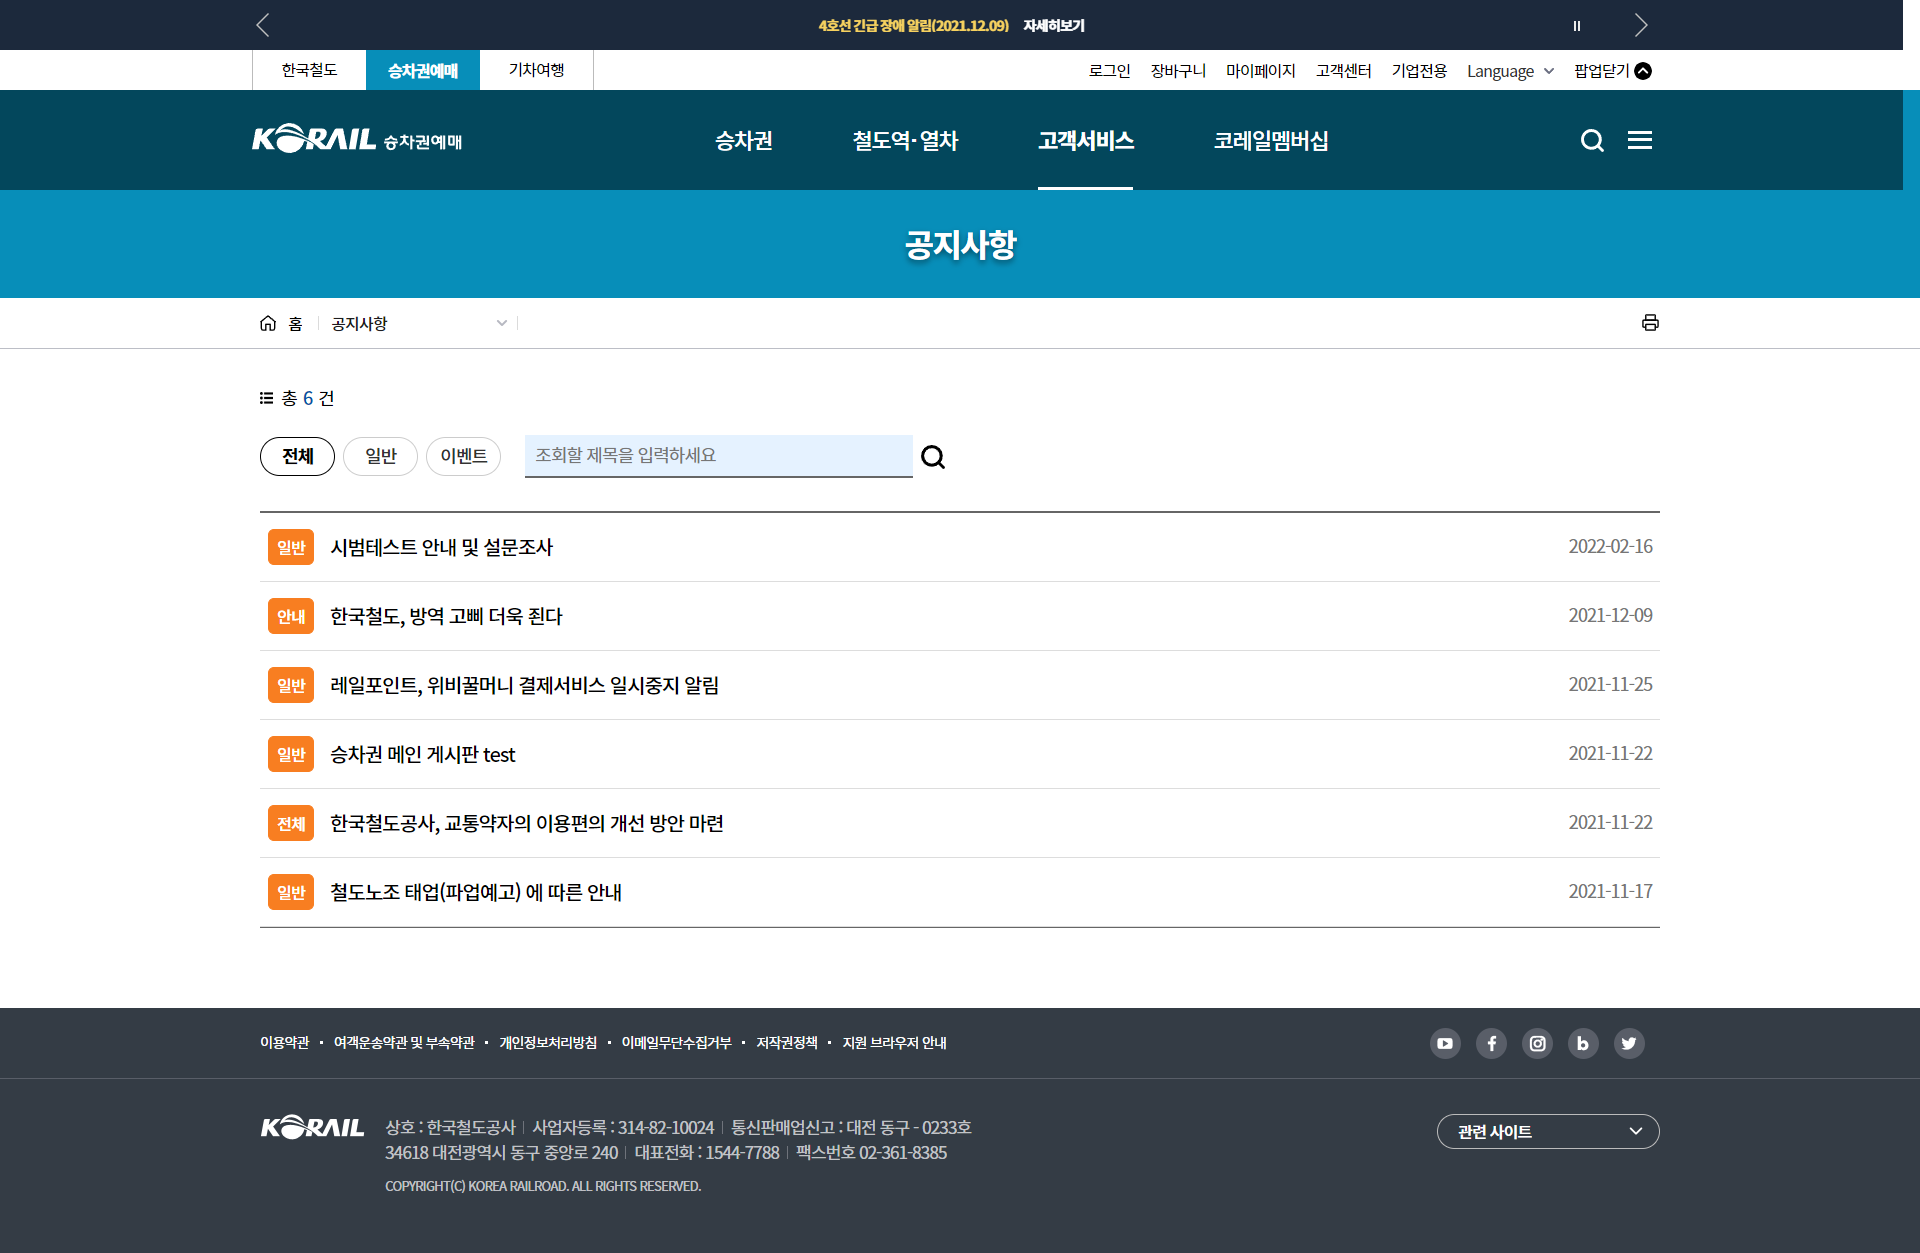 4호선 긴급 장애 알림(2021.12.09) 자세히보기
한국철도 승차권예매 기차여행 로그인 장바구니 마이페이지 고객센터 기업전용 Language 팝업닫기
KORAIL 승차권예매 승차권 철도역·열차 고객서비스 코레일멤버십
공지사항
홈 공지사항
총 6 건
전체 일반 이벤트 조회할 제목을 입력하세요
일반 시범테스트 안내 및 설문조사 2022-02-16
안내 한국철도, 방역 고삐 더욱 죈다 2021-12-09
일반 레일포인트, 위비꿀머니 결제서비스 일시중지 알림 2021-11-25
일반 승차권 메인 게시판 test 2021-11-22
전체 한국철도공사, 교통약자의 이용편의 개선 방안 마련 2021-11-22
일반 철도노조 태업(파업예고) 에 따른 안내 2021-11-17
이용약관 · 여객운송약관 및 부속약관 · 개인정보처리방침 · 이메일무단수집거부 · 저작권정책 · 지원 브라우저 안내
KORAIL 상호 : 한국철도공사 | 사업자등록 : 314-82-10024 | 통신판매업신고 : 대전 동구 - 0233호 관련 사이트
34618 대전광역시 동구 중앙로 240 | 대표전화 : 1544-7788 | 팩스번호 02-361-8385
COPYRIGHT(C) KOREA RAILROAD. ALL RIGHTS RESERVED.